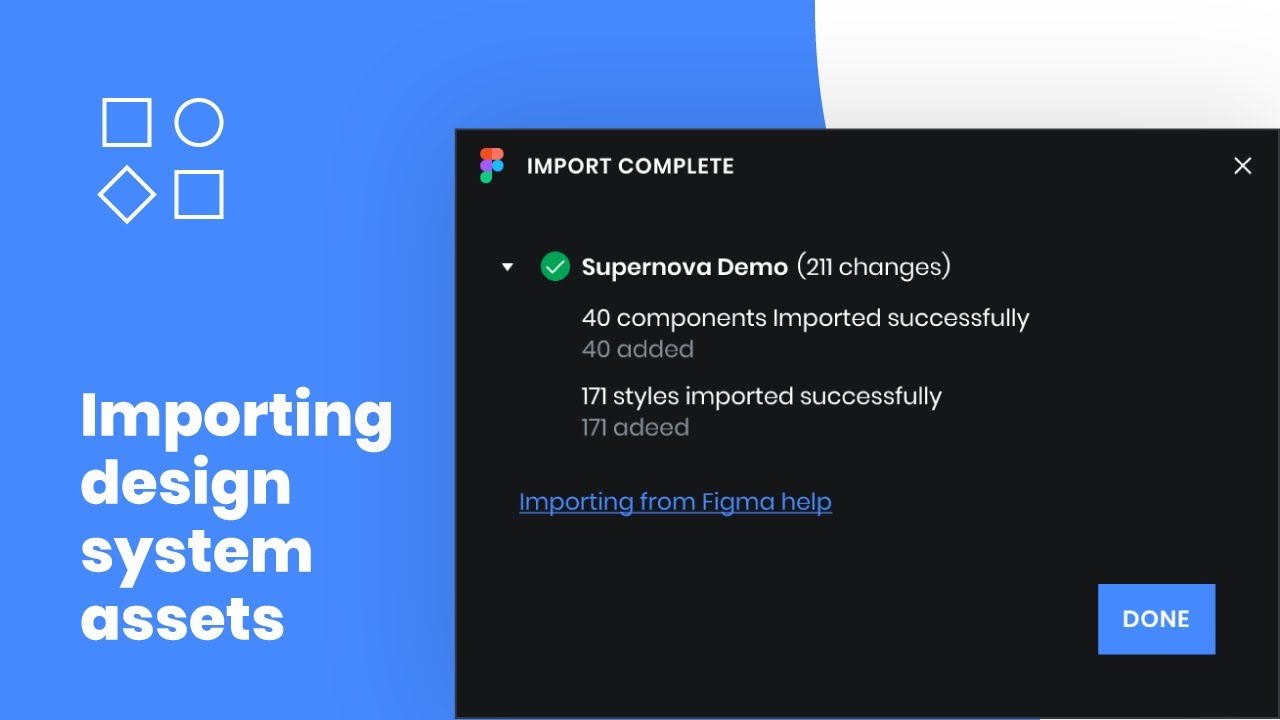 Importing
design
system
assets
IMPORT COMPLETE
Supernova Demo (211 changes)
40 components Imported successfully
40 added
171 styles imported successfully
171 adeed
Importing from Figma help
DONE